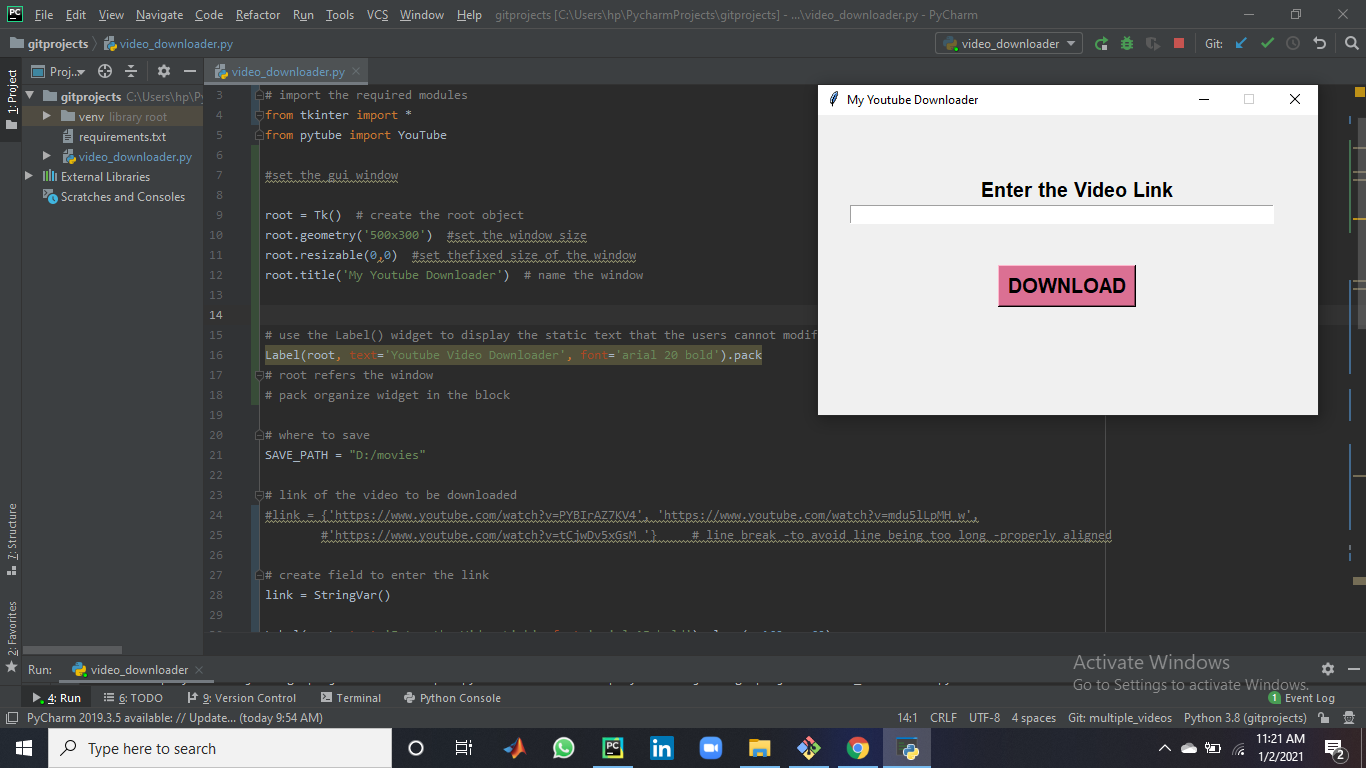 File Edit View Navigate Code Refactor Run Tools VCS Window Help gitprojects [C:\Users\hp\PycharmProjects\gitprojects] - ...\video_downloader.py - PyCharm
gitprojects video_downloader.py video_downloader Git:
1: Project
Proj... video_downloader.py
gitprojects C:\Users\hp\Py
venv library root
requirements.txt
video_downloader.py
External Libraries
Scratches and Consoles
3 # import the required modules
4 from tkinter import *
5 from pytube import YouTube
6
7 #set the gui window
8
9 root = Tk() # create the root object
10 root.geometry('500x300') #set the window size
11 root.resizable(0,0) #set thefixed size of the window
12 root.title('My Youtube Downloader') # name the window
13
14
15 # use the Label() widget to display the static text that the users cannot modif
16 Label(root, text='Youtube Video Downloader', font='arial 20 bold').pack
17 # root refers the window
18 # pack organize widget in the block
19
20 # where to save
21 SAVE_PATH = "D:/movies"
22
23 # link of the video to be downloaded
24 #link = {'https://www.youtube.com/watch?v=PYBIrAZ7KV4', 'https://www.youtube.com/watch?v=mdu5lLpMH_w',
25 #'https://www.youtube.com/watch?v=tCjwDv5xGsM '} # line break -to avoid line being too long -properly aligned
26
27 # create field to enter the link
28 link = StringVar()
29
My Youtube Downloader
Enter the Video Link
DOWNLOAD
7: Structure
2: Favorites
Run: video_downloader
Activate Windows
Go to Settings to activate Windows.
4: Run 6: TODO 9: Version Control Terminal Python Console 1 Event Log
PyCharm 2019.3.5 available: // Update... (today 9:54 AM) 14:1 CRLF UTF-8 4 spaces Git: multiple_videos Python 3.8 (gitprojects)
Type here to search
11:21 AM
1/2/2021
2